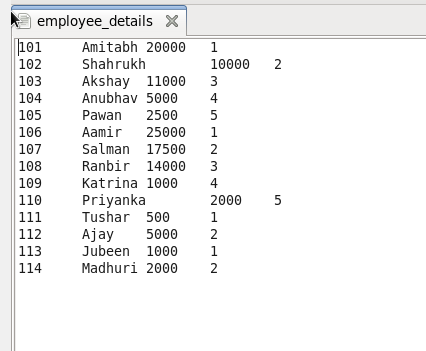 employee_details
101 Amitabh 20000 1
102 Shahrukh 10000 2
103 Akshay 11000 3
104 Anubhav 5000 4
105 Pawan 2500 5
106 Aamir 25000 1
107 Salman 17500 2
108 Ranbir 14000 3
109 Katrina 1000 4
110 Priyanka 2000 5
111 Tushar 500 1
112 Ajay 5000 2
113 Jubeen 1000 1
114 Madhuri 2000 2